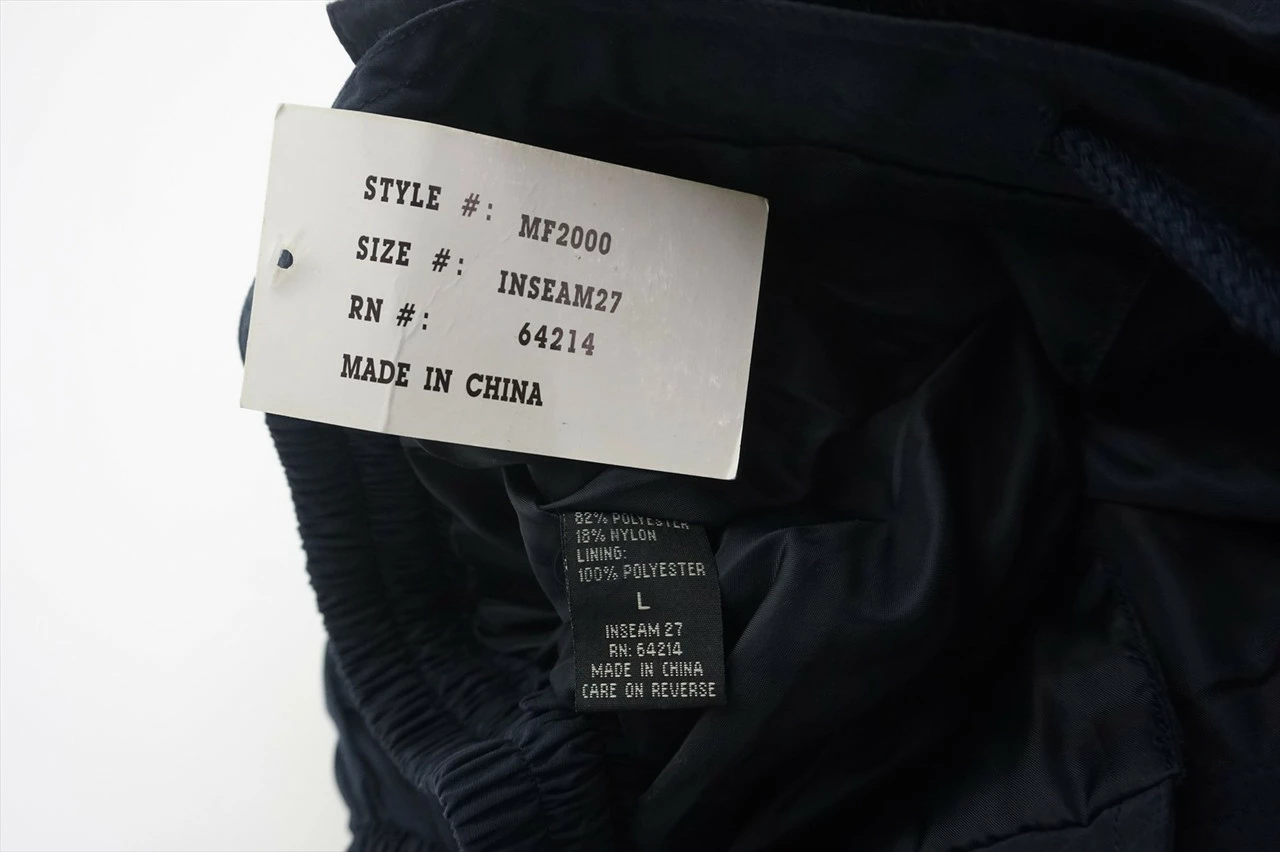 STYLE #: MF2000
SIZE #: INSEAM27
RN #: 64214
MADE IN CHINA
82% POLYESTER
18% NYLON
LINING:
100% POLYESTER
L
INSEAM 27
RN: 64214
MADE IN CHINA
CARE ON REVERSE